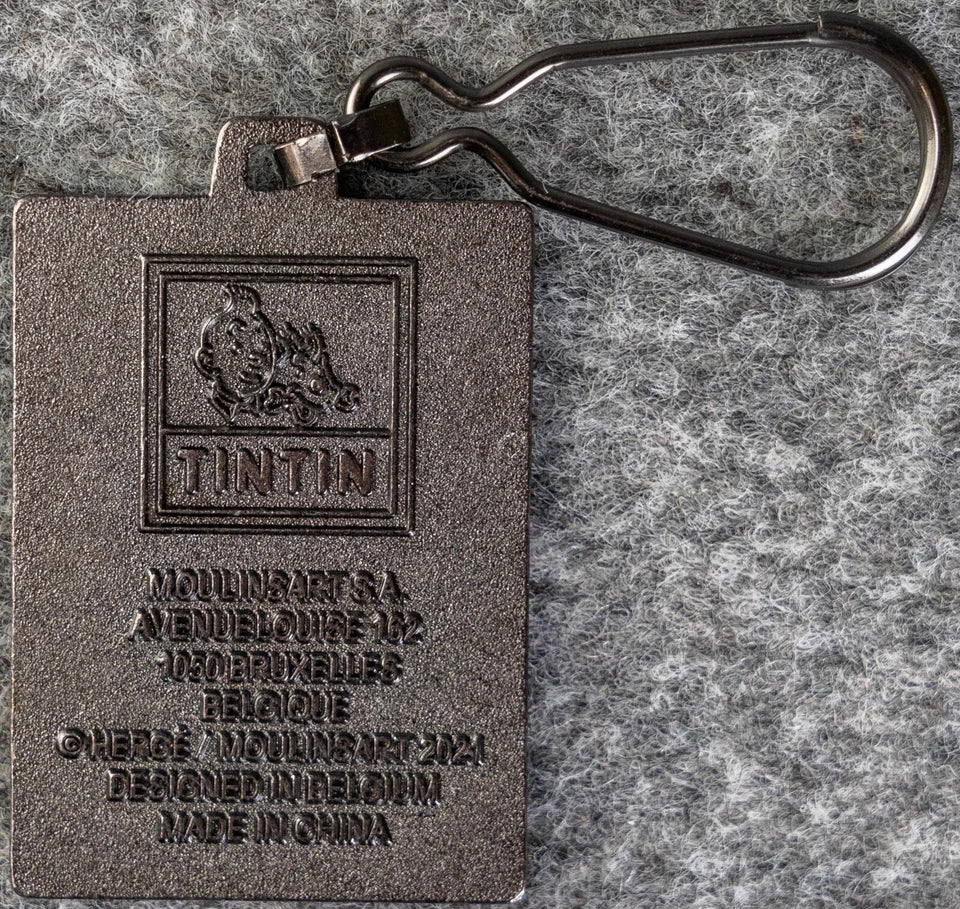 TINTIN
MOULINSART S.A.
AVENUE LOUISE 162
1050 BRUXELLES
BELGIQUE
© HERGÉ / MOULINSART 2021
DESIGNED IN BELGIUM
MADE IN CHINA